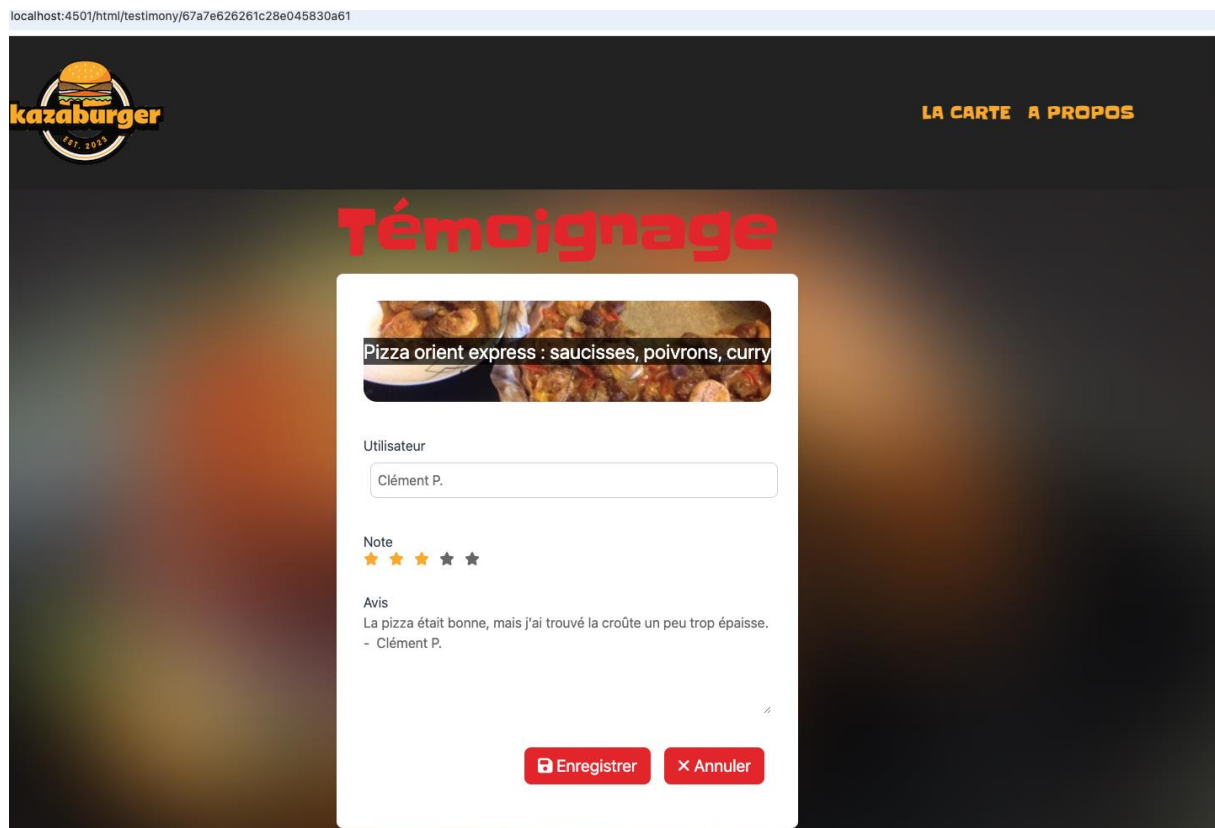 localhost:4501/html/testimony/67a7e626261c28e045830a61
kazaburger
EST. 2023
LA CARTE A PROPOS
Témoignage
Pizza orient express : saucisses, poivrons, curry
Utilisateur
Clément P.
Note
Avis
La pizza était bonne, mais j'ai trouvé la croûte un peu trop épaisse.
- Clément P.
Enregistrer
Annuler